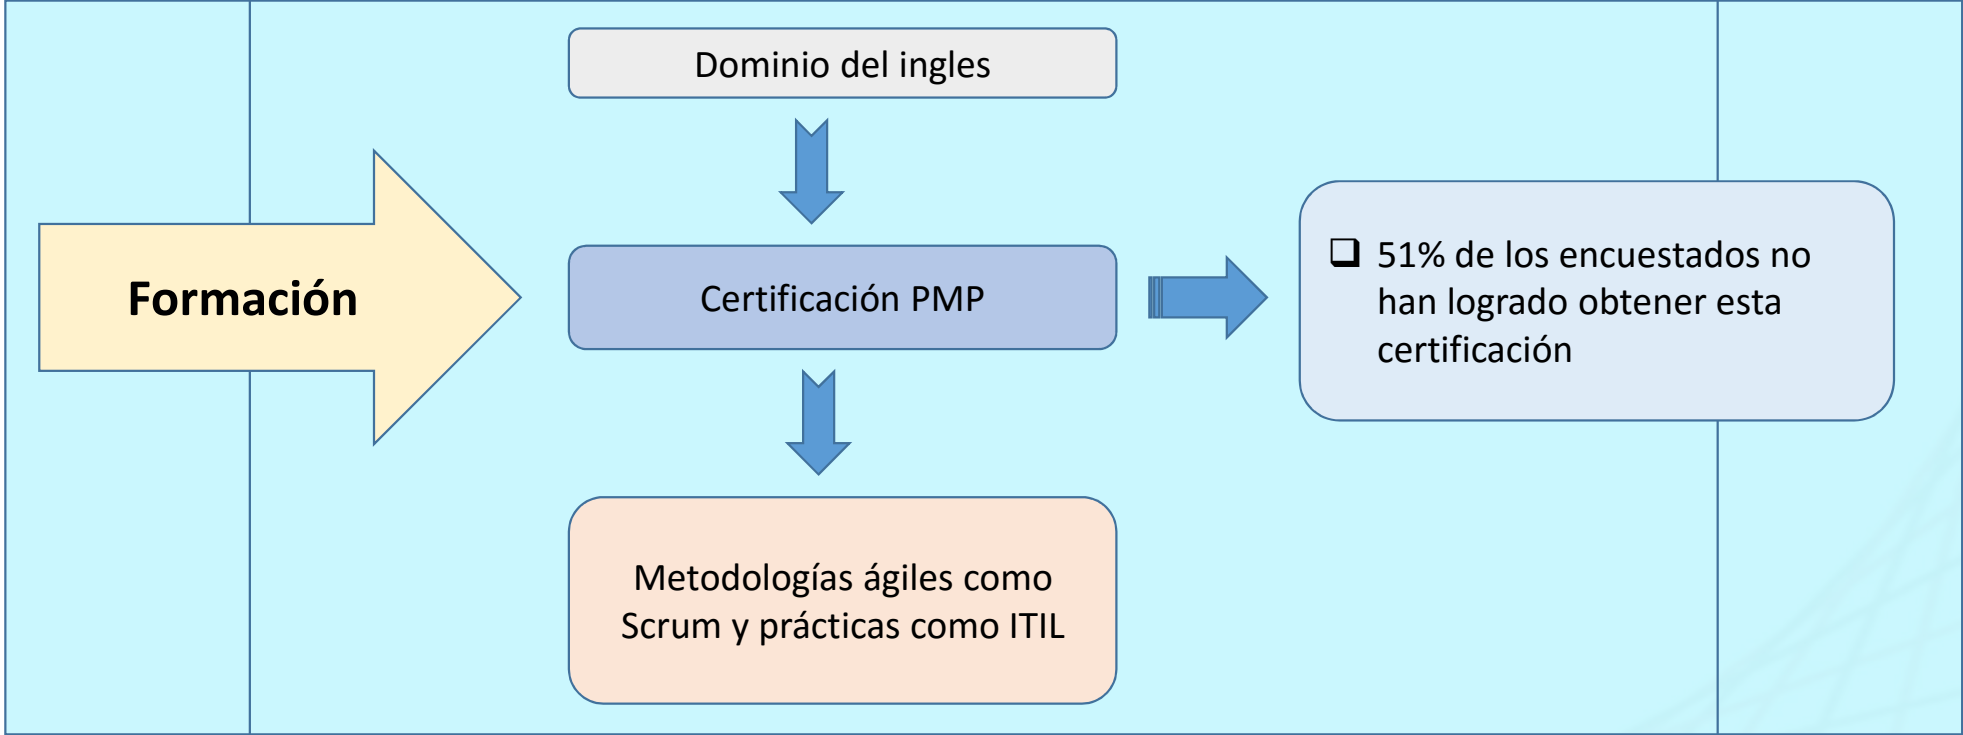 Dominio del ingles
Formación
Certificación PMP
❑ 51% de los encuestados no
han logrado obtener esta
certificación
Metodologías ágiles como
Scrum y prácticas como ITIL